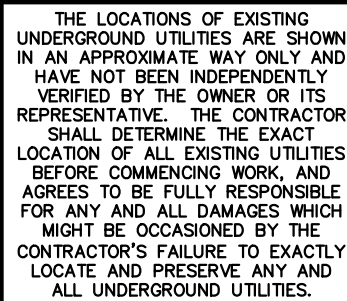 THE LOCATIONS OF EXISTING
UNDERGROUND UTILITIES ARE SHOWN
IN AN APPROXIMATE WAY ONLY AND
HAVE NOT BEEN INDEPENDENTLY
VERIFIED BY THE OWNER OR ITS
REPRESENTATIVE. THE CONTRACTOR
SHALL DETERMINE THE EXACT
LOCATION OF ALL EXISTING UTILITIES
BEFORE COMMENCING WORK, AND
AGREES TO BE FULLY RESPONSIBLE
FOR ANY AND ALL DAMAGES WHICH
MIGHT BE OCCASIONED BY THE
CONTRACTOR'S FAILURE TO EXACTLY
LOCATE AND PRESERVE ANY AND
ALL UNDERGROUND UTILITIES.